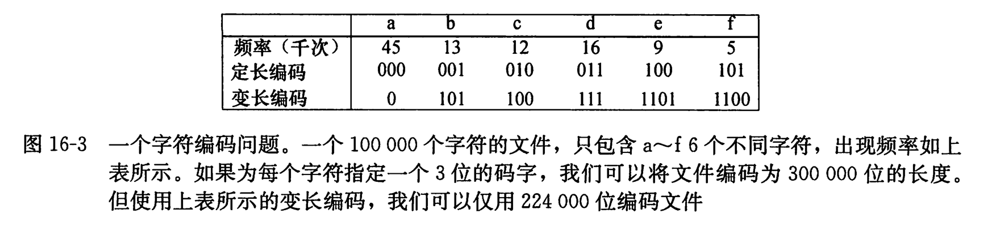 a b c d e f
频率（千次） 45 13 12 16 9 5
定长编码 000 001 010 011 100 101
变长编码 0 101 100 111 1101 1100
图 16-3 一个字符编码问题。一个 100 000 个字符的文件，只包含 a～f 6 个不同字符，出现频率如上
表所示。如果为每个字符指定一个 3 位的码字，我们可以将文件编码为 300 000 位的长度。
但使用上表所示的变长编码，我们可以仅用 224 000 位编码文件